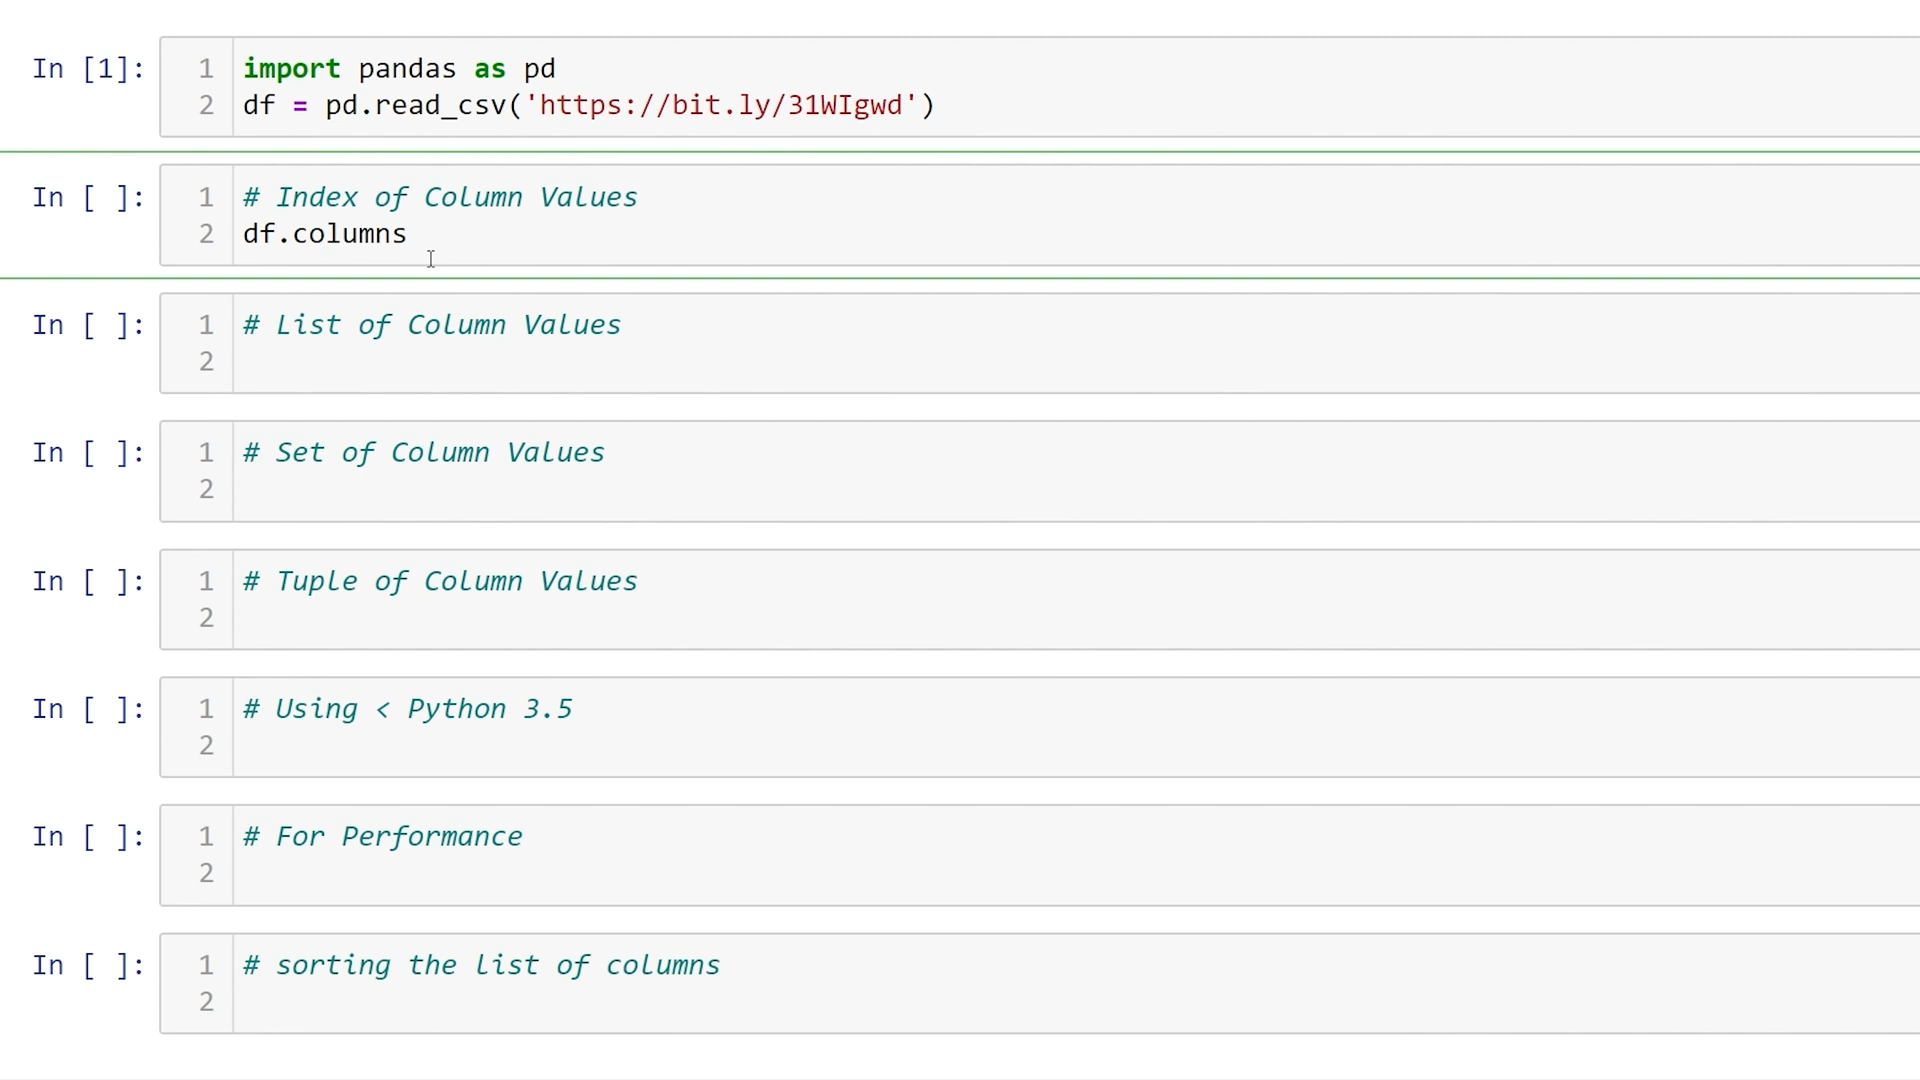 In [1]:
1 import pandas as pd
2 df = pd.read_csv('https://bit.ly/31WIgwd')
In [ ]:
1 # Index of Column Values
2 df.columns
In [ ]:
1 # List of Column Values
2
In [ ]:
1 # Set of Column Values
2
In [ ]:
1 # Tuple of Column Values
2
In [ ]:
1 # Using < Python 3.5
2
In [ ]:
1 # For Performance
2
In [ ]:
1 # sorting the list of columns
2